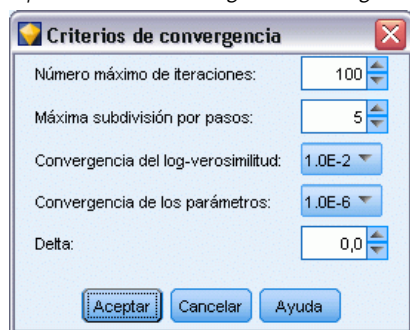 Criterios de convergencia
Número máximo de iteraciones: 100
Máxima subdivisión por pasos: 5
Convergencia del log-verosimilitud: 1.0E-2
Convergencia de los parámetros: 1.0E-6
Delta: 0,0
Aceptar Cancelar Ayuda